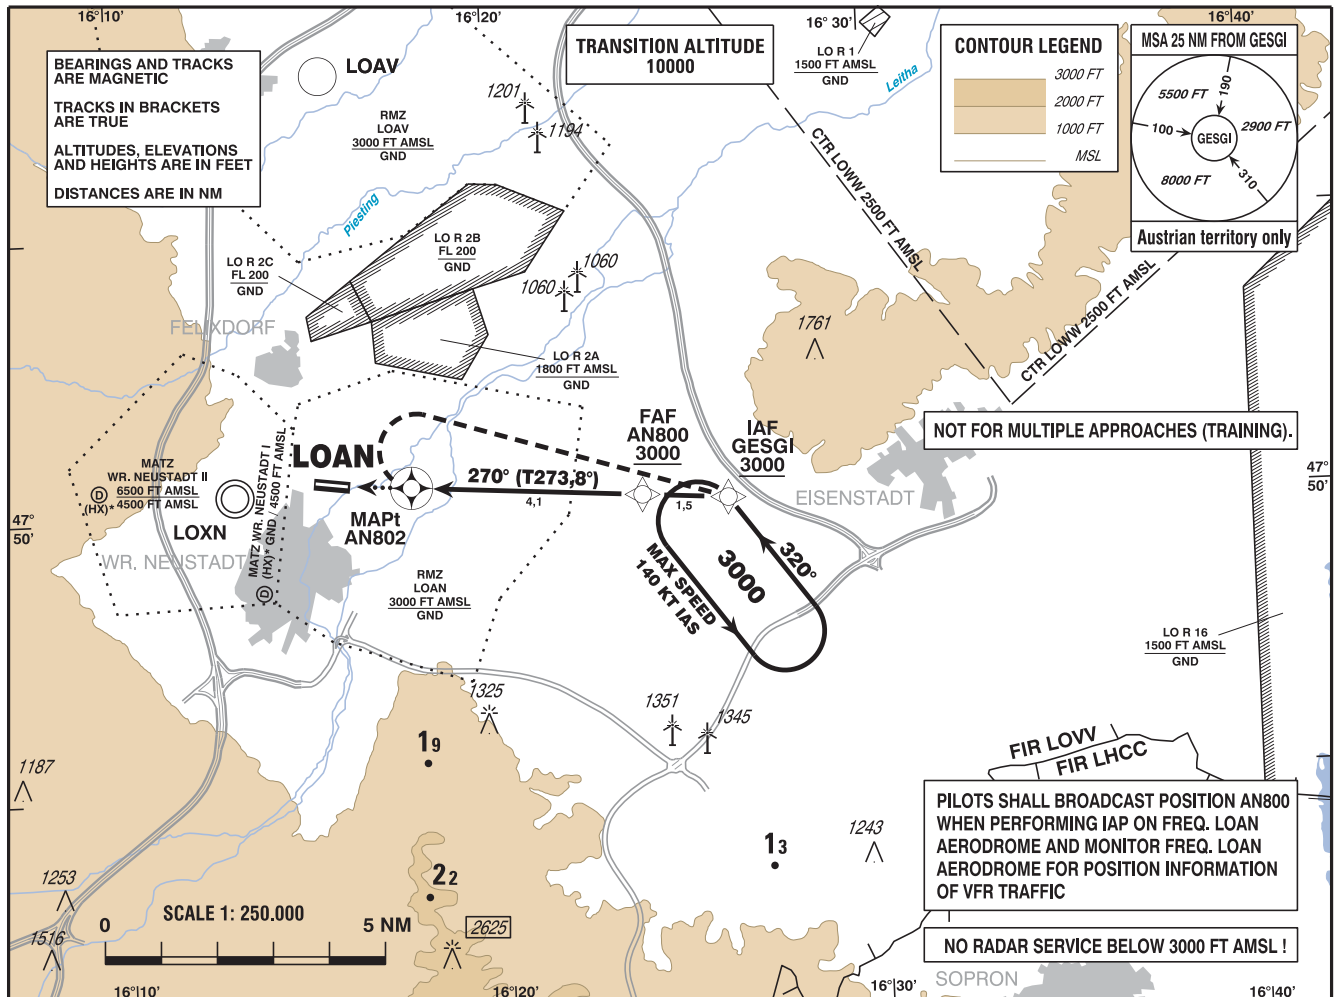 16°10'
16°20'
16° 30'
16°40'
BEARINGS AND TRACKS
ARE MAGNETIC
TRACKS IN BRACKETS
ARE TRUE
ALTITUDES, ELEVATIONS
AND HEIGHTS ARE IN FEET
DISTANCES ARE IN NM
LOAV
RMZ
LOAV
3000 FT AMSL
GND
1201
1194
TRANSITION ALTITUDE
10000
LO R 1
1500 FT AMSL
GND
Leitha
CONTOUR LEGEND
3000 FT
2000 FT
1000 FT
MSL
MSA 25 NM FROM GESGI
5500 FT
190
100
2900 FT
GESGI
8000 FT
310
Austrian territory only
CTR LOWW 2500 FT AMSL
CTR LOWW 2500 FT AMSL
Piesting
LO R 2B
FL 200
GND
LO R 2C
FL 200
GND
1060
1060
FELIXDORF
LO R 2A
1800 FT AMSL
GND
1761
NOT FOR MULTIPLE APPROACHES (TRAINING).
FAF
AN800
3000
IAF
GESGI
3000
LOAN
270° (T273,8°)
4,1
1,5
MAPt
AN802
EISENSTADT
47°
50'
47°
50'
MATZ
WR. NEUSTADT II
6500 FT AMSL
4500 FT AMSL
D
(HX)*
LOXN
WR. NEUSTADT
MATZ WR. NEUSTADT I
(HX)* GND / 4500 FT AMSL
D
RMZ
LOAN
3000 FT AMSL
GND
320°
3000
MAX SPEED
140 KT IAS
LO R 16
1500 FT AMSL
GND
1325
1351
1345
19
1187
FIR LOVV
FIR LHCC
PILOTS SHALL BROADCAST POSITION AN800
WHEN PERFORMING IAP ON FREQ. LOAN
AERODROME AND MONITOR FREQ. LOAN
AERODROME FOR POSITION INFORMATION
OF VFR TRAFFIC
13
1243
1253
22
SCALE 1: 250.000
0
5 NM
2625
1516
NO RADAR SERVICE BELOW 3000 FT AMSL !
SOPRON
16°10'
16°20'
16°30'
16°40'